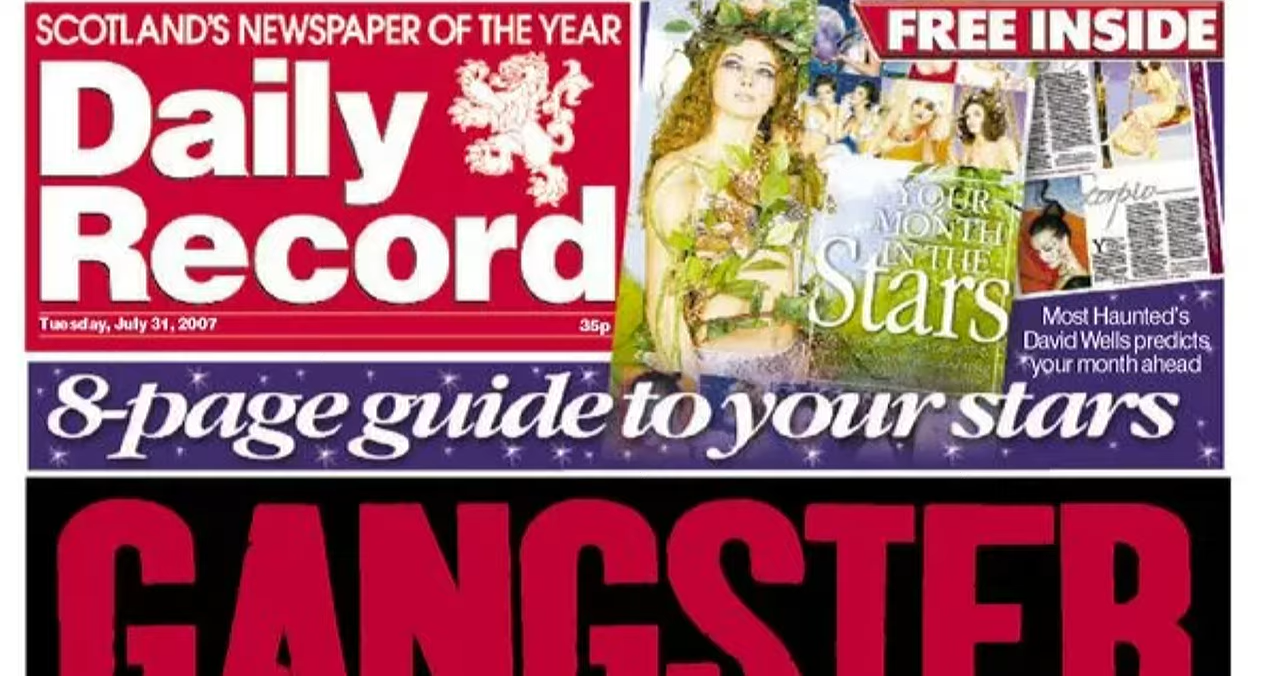 SCOTLAND'S NEWSPAPER OF THE YEAR
Daily
Record
Tuesday, July 31, 2007
35p
FREE INSIDE
YOUR
MONTH
IN THE
Stars
Most Haunted's
David Wells predicts
your month ahead
8-page guide to your stars
GANGSTER